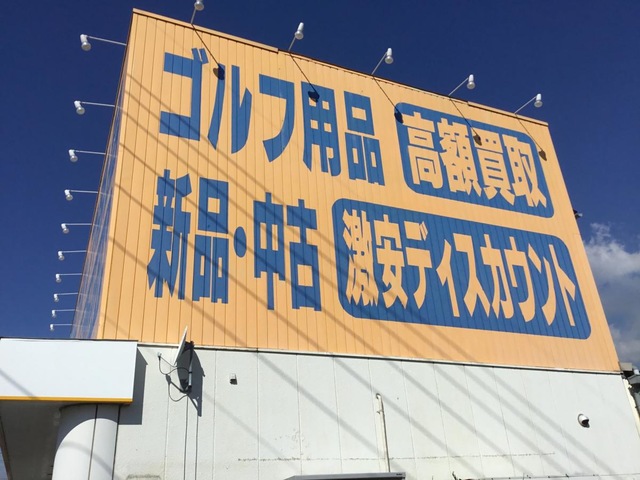 ゴルフ用品 高額買取
新品・中古 激安ディスカウント